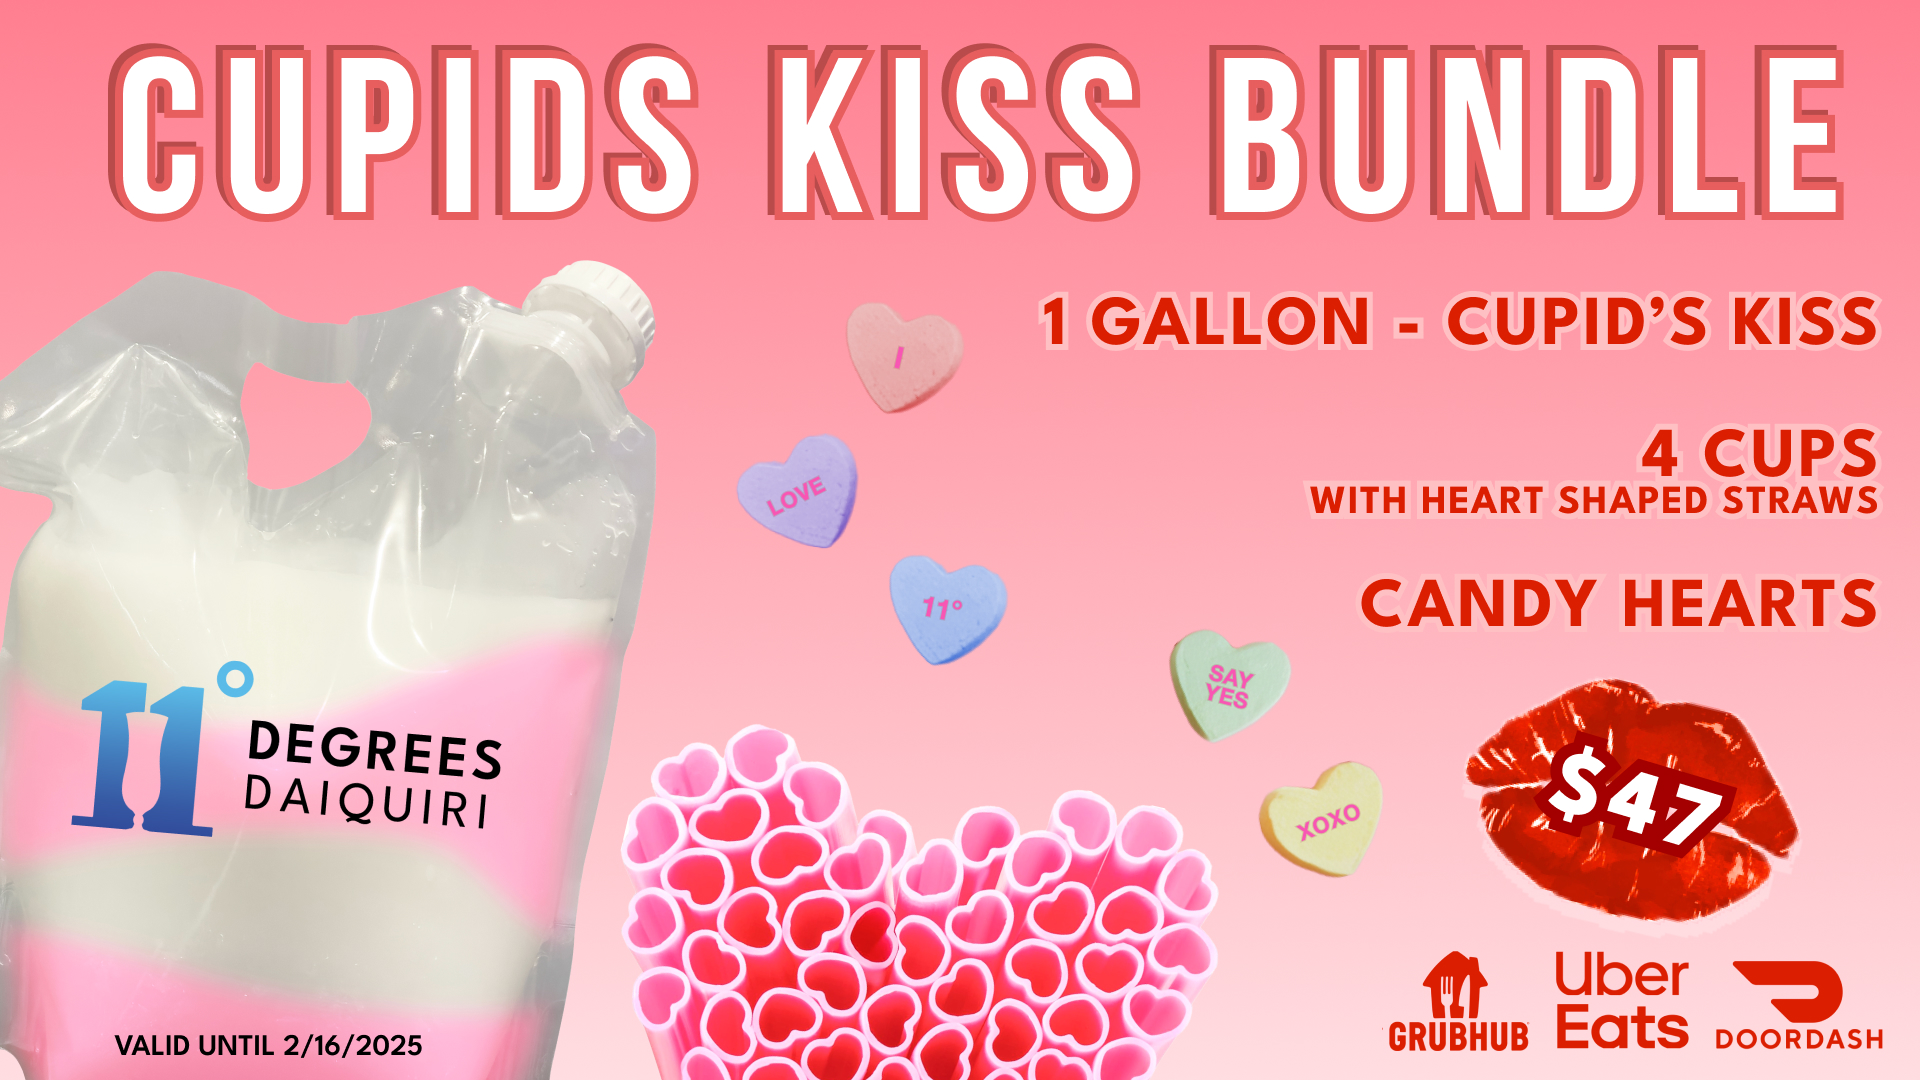 CUPIDS KISS BUNDLE
1 GALLON - CUPID’S KISS
4 CUPS
WITH HEART SHAPED STRAWS
CANDY HEARTS
I
LOVE
11°
SAY
YES
XOXO
$47
11°
DEGREES
DAIQUIRI
VALID UNTIL 2/16/2025
GRUBHUB
Uber
Eats
DOORDASH